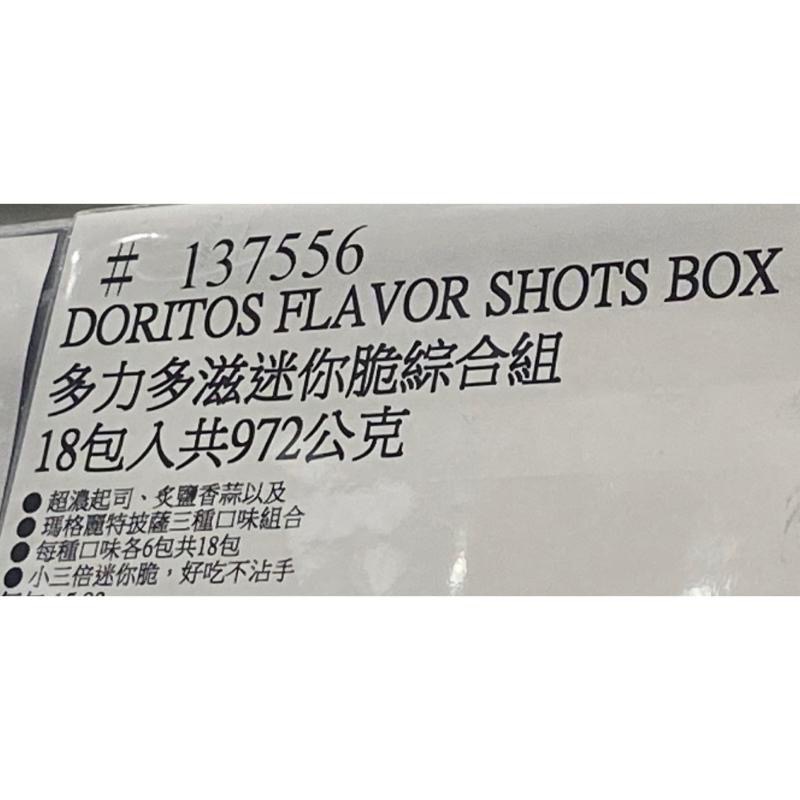 # 137556
DORITOS FLAVOR SHOTS BOX
多力多滋迷你脆綜合組
18包入共972公克
● 超濃起司、炙鹽香蒜以及
● 瑪格麗特披薩三種口味組合
● 每種口味各6包共18包
● 小三倍迷你脆，好吃不沾手